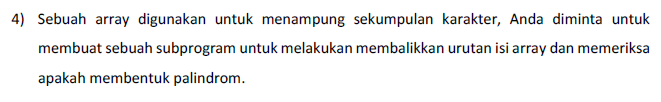 4) Sebuah array digunakan untuk menampung sekumpulan karakter, Anda diminta untuk
membuat sebuah subprogram untuk melakukan membalikkan urutan isi array dan memeriksa
apakah membentuk palindrom.